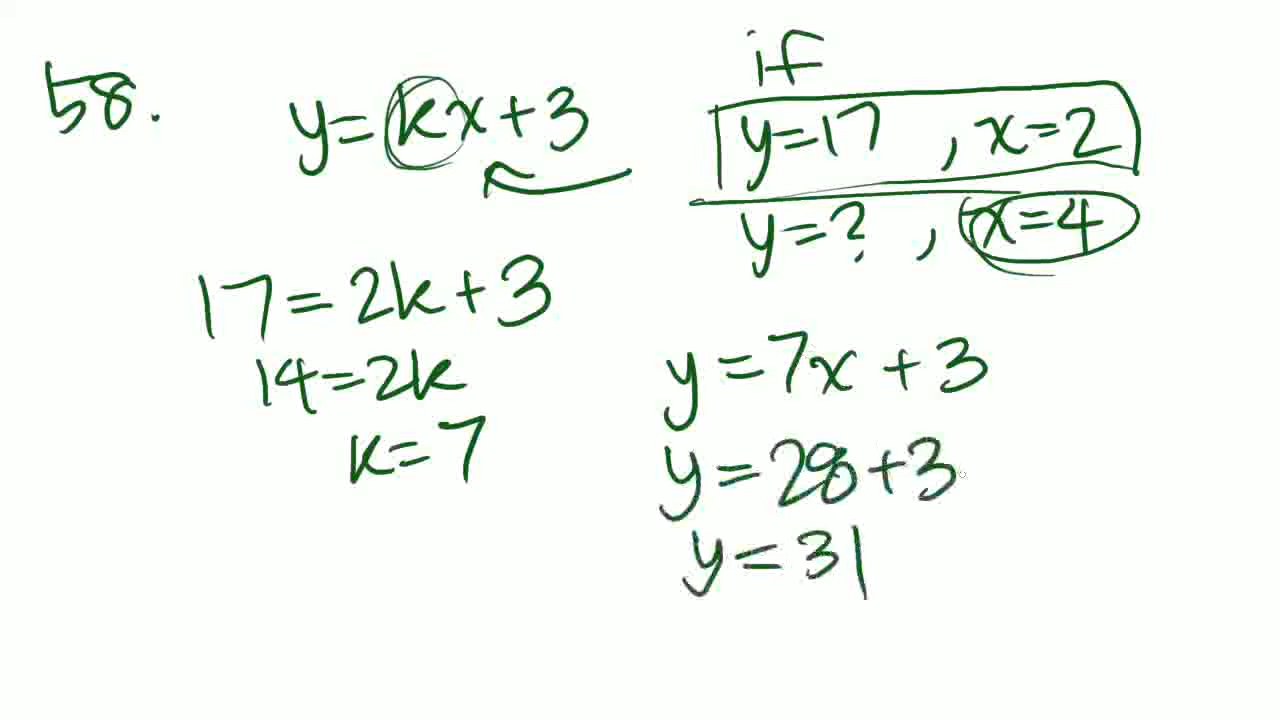 58.
y=kx+3
if
y=17 , x=2
y=? , x=4
17=2k+3
14=2k
k=7
y=7x+3
y=28+3
y=31